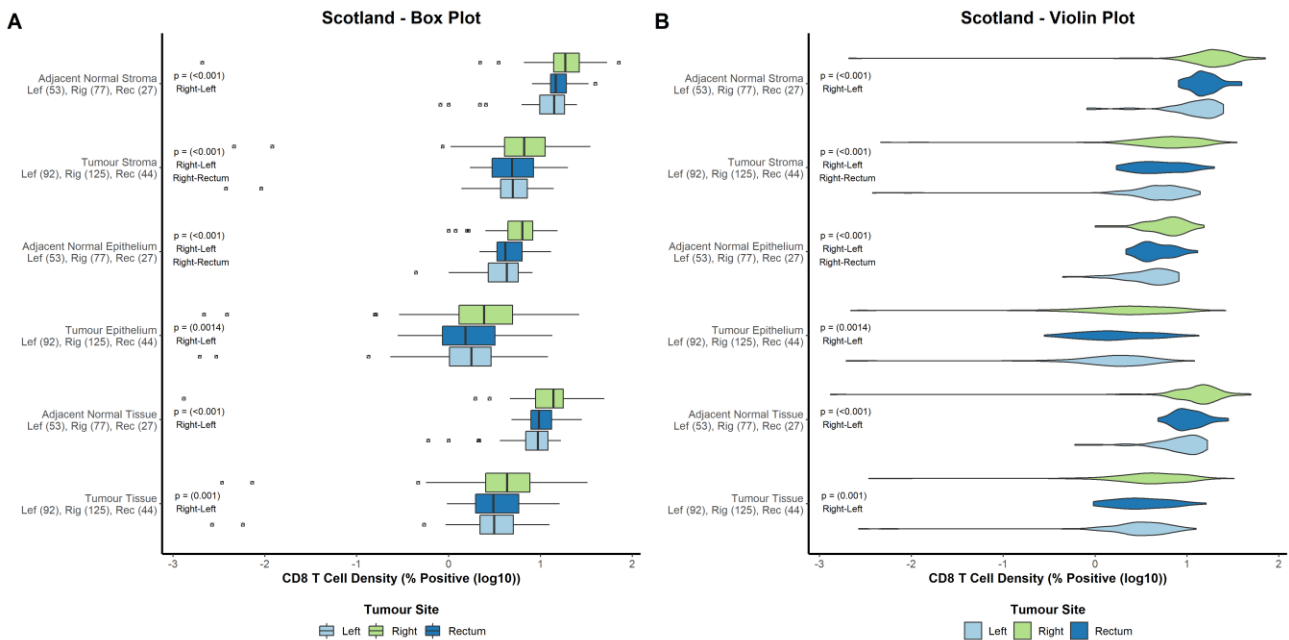 A
Scotland - Box Plot
Adjacent Normal Stroma
Lef (53), Rig (77), Rec (27)
p = (<0.001)
Right-Left
Tumour Stroma
Lef (92), Rig (125), Rec (44)
p = (<0.001)
Right-Left
Right-Rectum
Adjacent Normal Epithelium
Lef (53), Rig (77), Rec (27)
p = (<0.001)
Right-Left
Right-Rectum
Tumour Epithelium
Lef (92), Rig (125), Rec (44)
p = (0.0014)
Right-Left
Adjacent Normal Tissue
Lef (53), Rig (77), Rec (27)
p = (<0.001)
Right-Left
Tumour Tissue
Lef (92), Rig (125), Rec (44)
p = (0.001)
Right-Left
-3 -2 -1 0 1 2
CD8 T Cell Density (% Positive (log10))
Tumour Site
Left Right Rectum
B
Scotland - Violin Plot
Adjacent Normal Stroma
Lef (53), Rig (77), Rec (27)
p = (<0.001)
Right-Left
Tumour Stroma
Lef (92), Rig (125), Rec (44)
p = (<0.001)
Right-Left
Right-Rectum
Adjacent Normal Epithelium
Lef (53), Rig (77), Rec (27)
p = (<0.001)
Right-Left
Right-Rectum
Tumour Epithelium
Lef (92), Rig (125), Rec (44)
p = (0.0014)
Right-Left
Adjacent Normal Tissue
Lef (53), Rig (77), Rec (27)
p = (<0.001)
Right-Left
Tumour Tissue
Lef (92), Rig (125), Rec (44)
p = (0.001)
Right-Left
-3 -2 -1 0 1 2
CD8 T Cell Density (% Positive (log10))
Tumour Site
Left Right Rectum